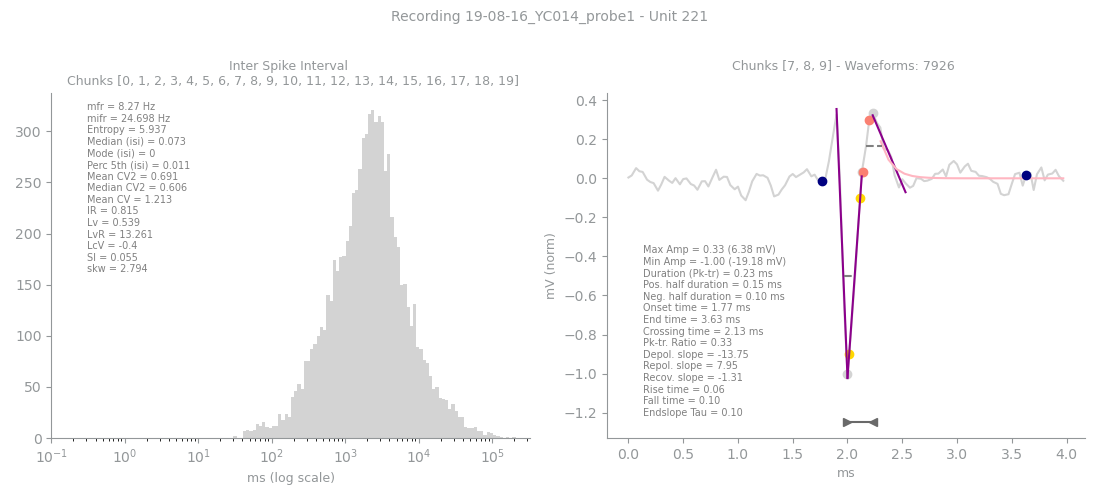 Recording 19-08-16_YC014_probe1 - Unit 221
Inter Spike Interval
Chunks [0, 1, 2, 3, 4, 5, 6, 7, 8, 9, 10, 11, 12, 13, 14, 15, 16, 17, 18, 19]
mfr = 8.27 Hz
mifr = 24.698 Hz
Entropy = 5.937
Median (isi) = 0.073
Mode (isi) = 0
Perc 5th (isi) = 0.011
Mean CV2 = 0.691
Median CV2 = 0.606
Mean CV = 1.213
IR = 0.815
Lv = 0.539
LvR = 13.261
LcV = -0.4
SI = 0.055
skw = 2.794
300
250
200
150
100
50
0
10⁻¹ 10⁰ 10¹ 10² 10³ 10⁴ 10⁵
ms (log scale)
Chunks [7, 8, 9] - Waveforms: 7926
mV (norm)
0.4
0.2
0.0
−0.2
−0.4
−0.6
−0.8
−1.0
−1.2
Max Amp = 0.33 (6.38 mV)
Min Amp = -1.00 (-19.18 mV)
Duration (Pk-tr) = 0.23 ms
Pos. half duration = 0.15 ms
Neg. half duration = 0.10 ms
Onset time = 1.77 ms
End time = 3.63 ms
Crossing time = 2.13 ms
Pk-tr. Ratio = 0.33
Depol. slope = -13.75
Repol. slope = 7.95
Recov. slope = -1.31
Rise time = 0.06
Fall time = 0.10
Endslope Tau = 0.10
0.0 0.5 1.0 1.5 2.0 2.5 3.0 3.5 4.0
ms